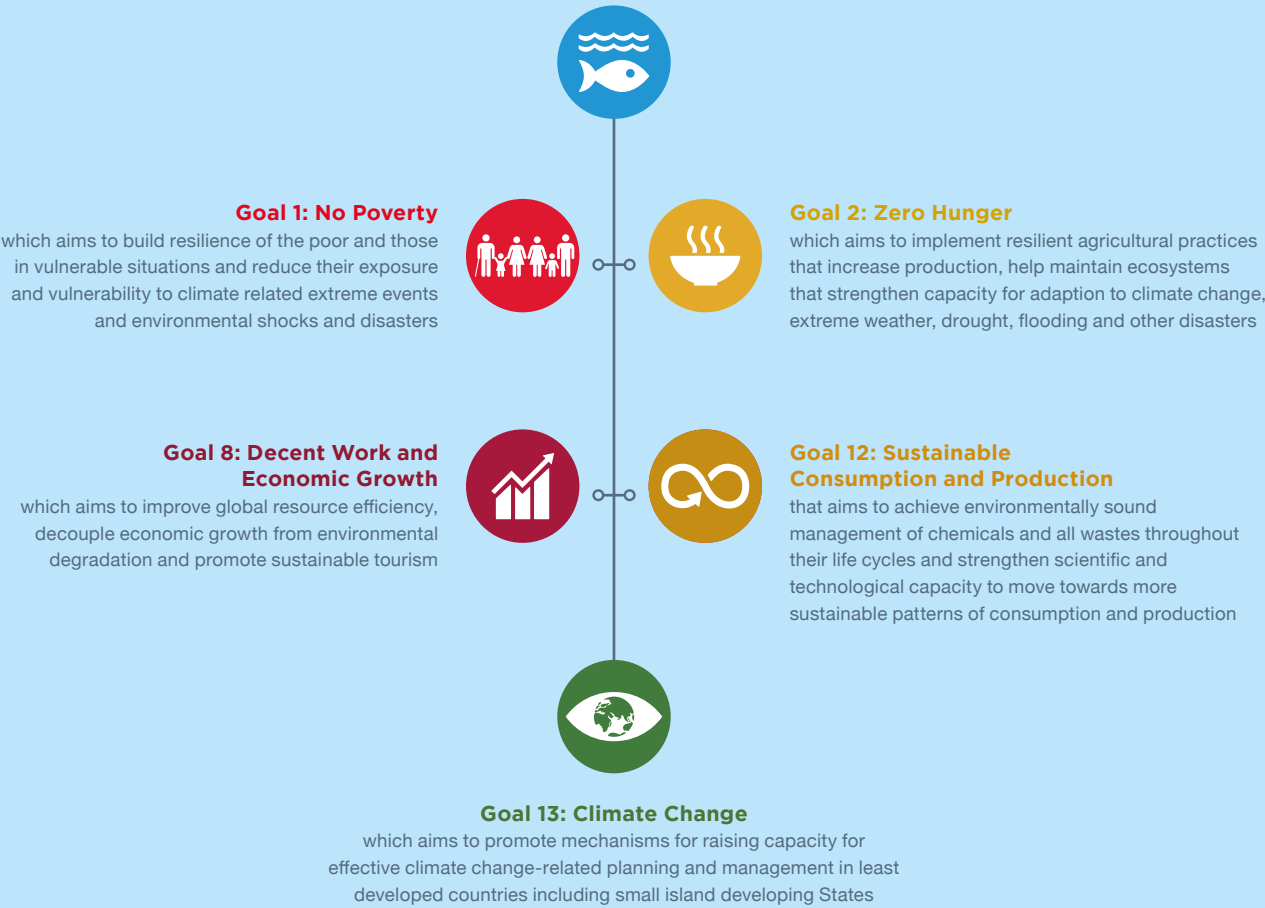 Goal 1: No Poverty
which aims to build resilience of the poor and those
in vulnerable situations and reduce their exposure
and vulnerability to climate related extreme events
and environmental shocks and disasters
Goal 2: Zero Hunger
which aims to implement resilient agricultural practices
that increase production, help maintain ecosystems
that strengthen capacity for adaption to climate change,
extreme weather, drought, flooding and other disasters
Goal 8: Decent Work and
Economic Growth
which aims to improve global resource efficiency,
decouple economic growth from environmental
degradation and promote sustainable tourism
Goal 12: Sustainable
Consumption and Production
that aims to achieve environmentally sound
management of chemicals and all wastes throughout
their life cycles and strengthen scientific and
technological capacity to move towards more
sustainable patterns of consumption and production
Goal 13: Climate Change
which aims to promote mechanisms for raising capacity for
effective climate change-related planning and management in least
developed countries including small island developing States